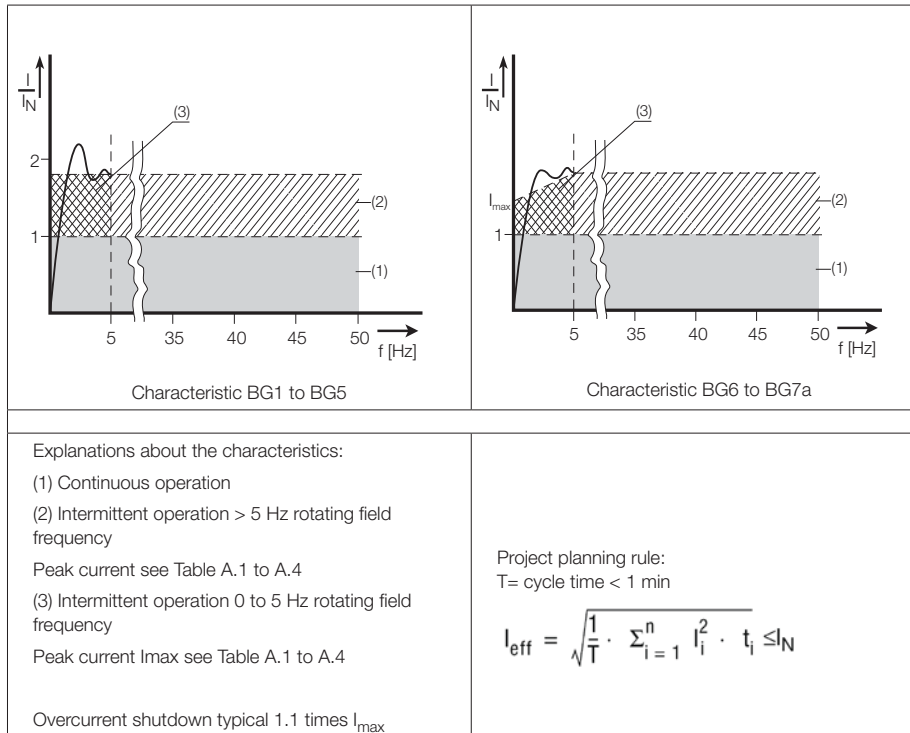 I
I_N
2
1
(3)
(2)
(1)
5 35 40 45 50
f [Hz]
Characteristic BG1 to BG5
I
I_N
2
I_max
1
(3)
(2)
(1)
5 35 40 45 50
f [Hz]
Characteristic BG6 to BG7a
Explanations about the characteristics:
(1) Continuous operation
(2) Intermittent operation > 5 Hz rotating field
frequency
Peak current see Table A.1 to A.4
(3) Intermittent operation 0 to 5 Hz rotating field
frequency
Peak current Imax see Table A.1 to A.4
Overcurrent shutdown typical 1.1 times I_max
Project planning rule:
T= cycle time < 1 min
I_eff = √(1/T · Σ_{i = 1}^n I_i^2 · t_i) ≤I_N